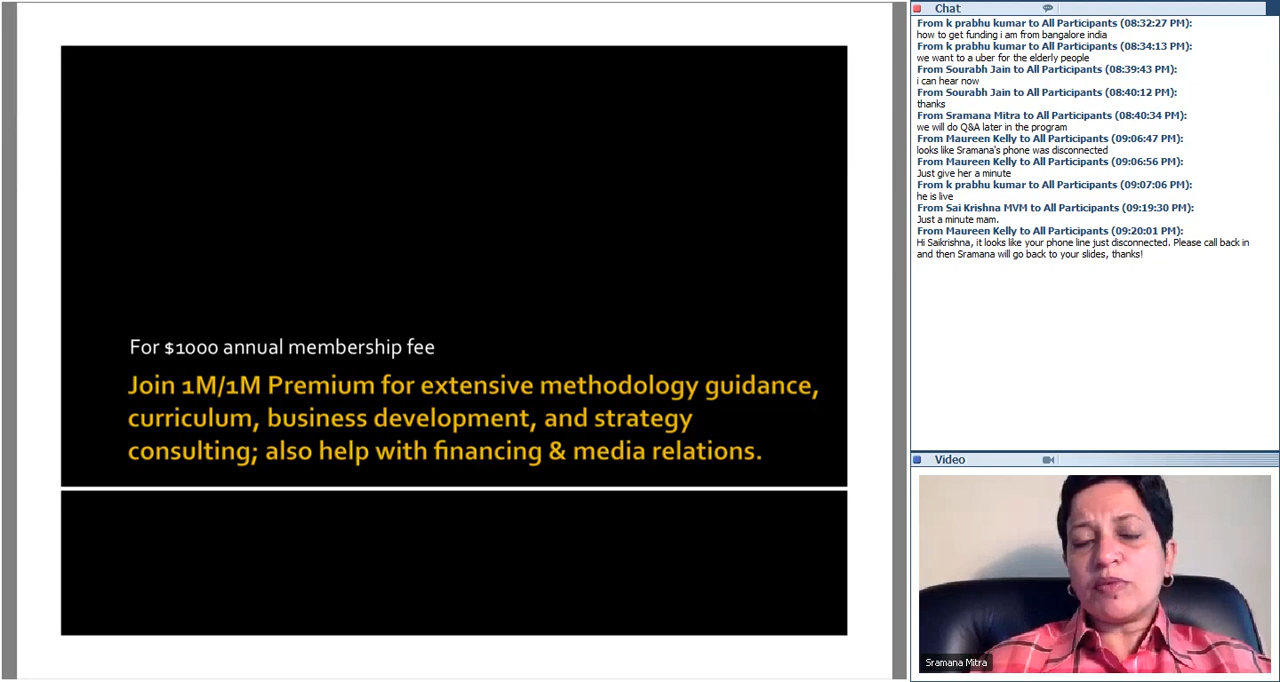 For $1000 annual membership fee
Join 1M/1M Premium for extensive methodology guidance,
curriculum, business development, and strategy
consulting; also help with financing & media relations.
Chat
From k prabhu kumar to All Participants (08:32:27 PM):
how to get funding i am from bangalore india
From k prabhu kumar to All Participants (08:34:13 PM):
we want to a uber for the elderly people
From Sourabh Jain to All Participants (08:39:43 PM):
i can hear now
From Sourabh Jain to All Participants (08:40:12 PM):
thanks
From Sramana Mitra to All Participants (08:40:34 PM):
we will do Q&A later in the program
From Maureen Kelly to All Participants (09:06:47 PM):
looks like Sramana's phone was disconnected
From Maureen Kelly to All Participants (09:06:56 PM):
Just give her a minute
From k prabhu kumar to All Participants (09:07:06 PM):
he is live
From Sai Krishna MVM to All Participants (09:19:30 PM):
Just a minute mam.
From Maureen Kelly to All Participants (09:20:01 PM):
Hi Saikrishna, it looks like your phone line just disconnected. Please call back in
and then Sramana will go back to your slides, thanks!
Video
Sramana Mitra